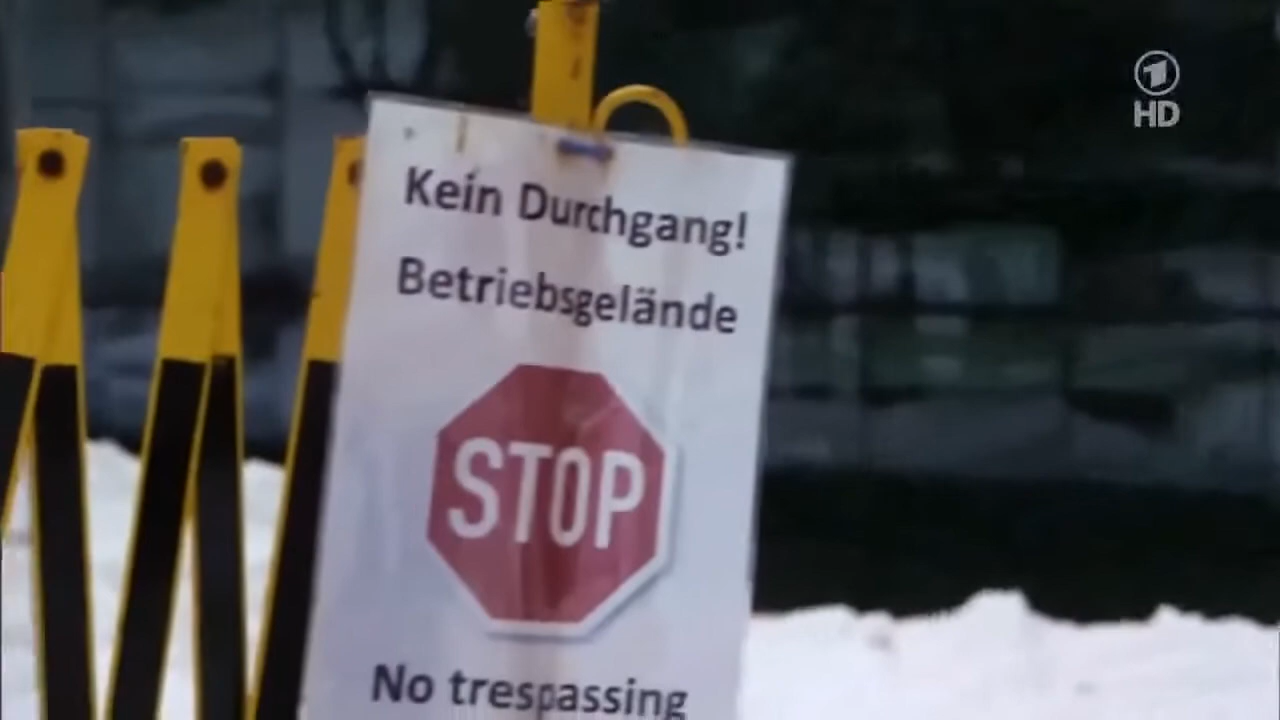 Kein Durchgang!
Betriebsgelände
STOP
No trespassing
1
HD